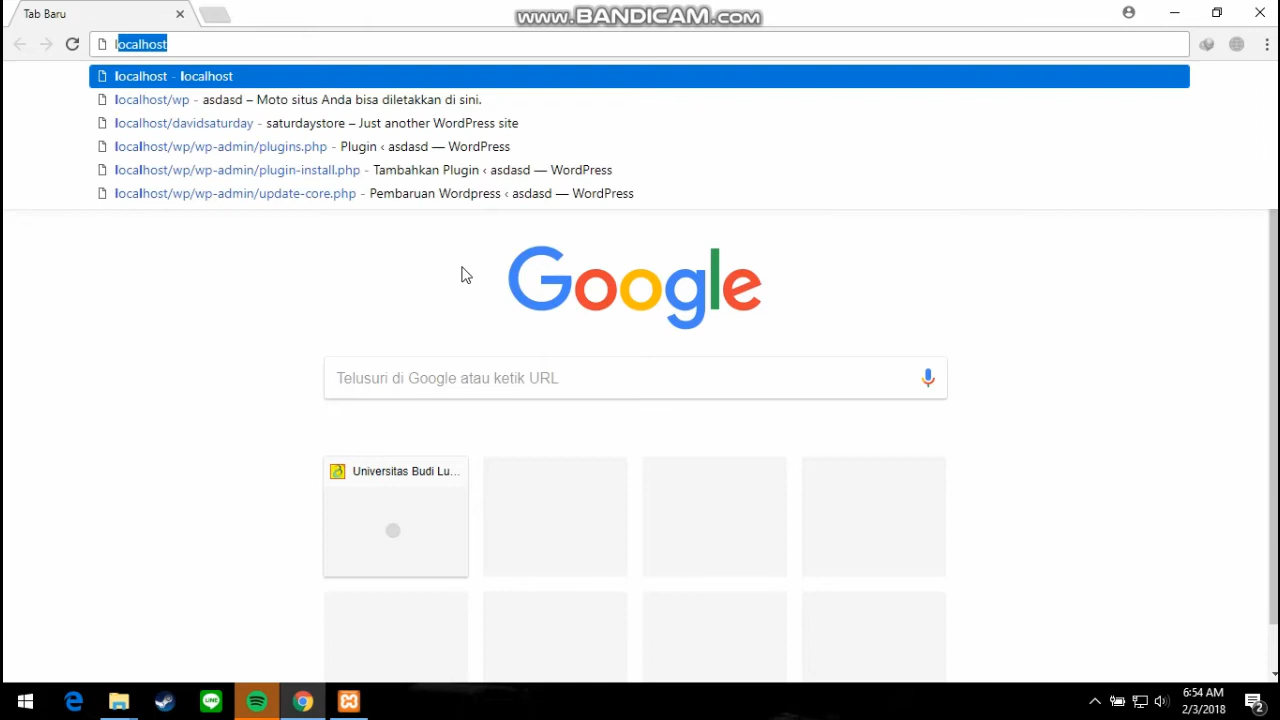 Tab Baru
www.BANDICAM.com
localhost
localhost - localhost
localhost/wp - asdasd – Moto situs Anda bisa diletakkan di sini.
localhost/davidsaturday - saturdaystore – Just another WordPress site
localhost/wp/wp-admin/plugins.php - Plugin ‹ asdasd — WordPress
localhost/wp/wp-admin/plugin-install.php - Tambahkan Plugin ‹ asdasd — WordPress
localhost/wp/wp-admin/update-core.php - Pembaruan Wordpress ‹ asdasd — WordPress
Google
Telusuri di Google atau ketik URL
Universitas Budi Lu...
LINE
6:54 AM
2/3/2018
2